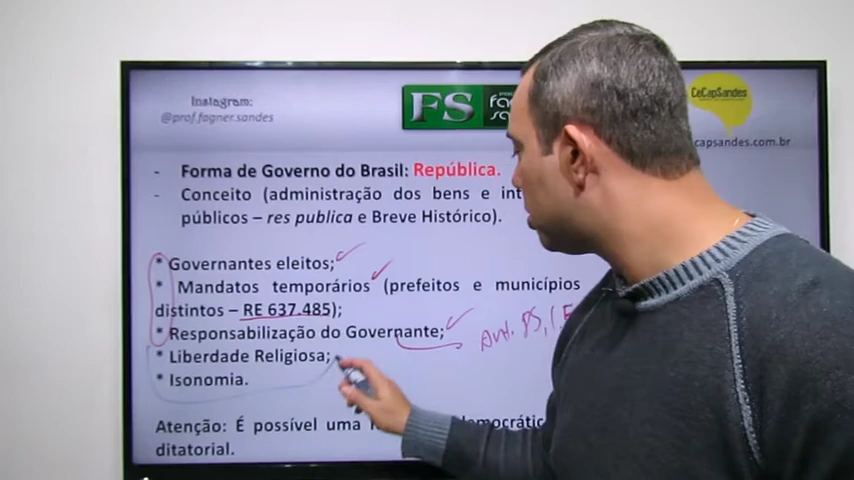 Instagram:
@prof.fagner.sandes
FS
CeCapSandes
capsandes.com.br
- Forma de Governo do Brasil: República.
- Conceito (administração dos bens e
públicos – res publica e Breve Histórico).
* Governantes eleitos;
* Mandatos temporários (prefeitos e municípios
distintos – RE 637.485);
* Responsabilização do Governante;
Art. 85,
* Liberdade Religiosa;
* Isonomia.
Atenção: É possível uma
ditatorial.